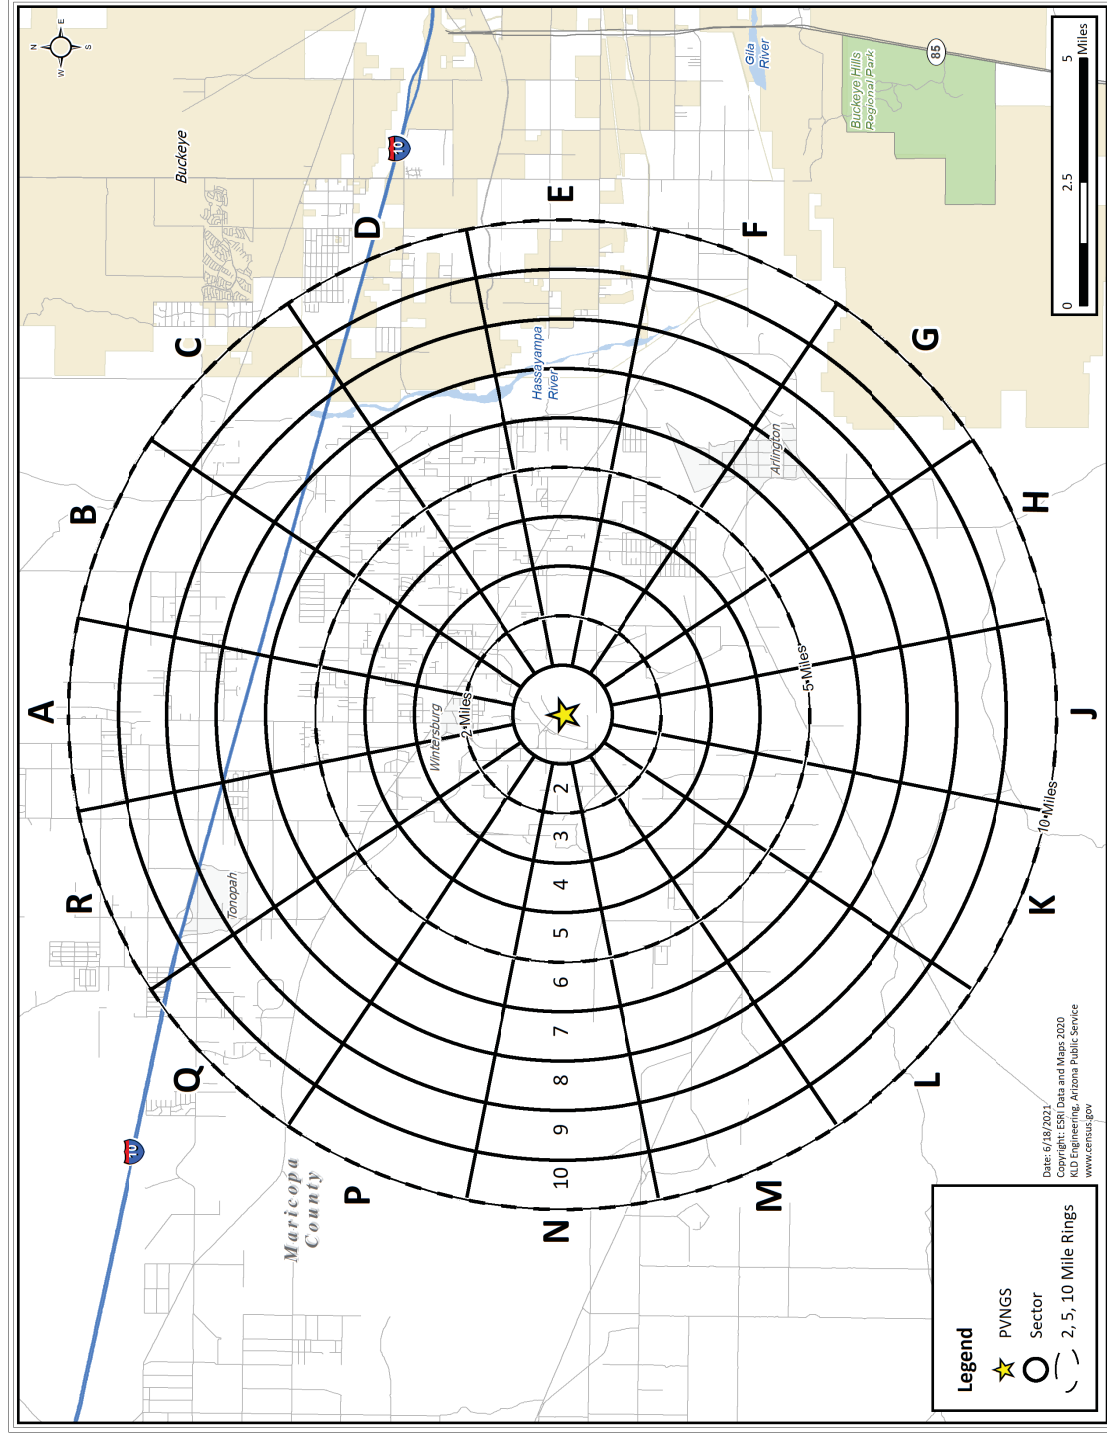 N
E
S
W
A
B
C
D
E
F
G
H
J
K
L
M
N
P
Q
R
Buckeye
10
10
85
Gila
River
Buckeye Hills
Regional Park
Hassayampa
River
Arlington
Wintersburg
Tonopah
Maricopa
County
2 Miles
5 Miles
10 Miles
2
3
4
5
6
7
8
9
10
0 2.5 5
Miles
Date: 6/18/2021
Copyright: ESRI Data and Maps 2020
KLD Engineering, Arizona Public Service
www.census.gov
Legend
PVNGS
Sector
2, 5, 10 Mile Rings